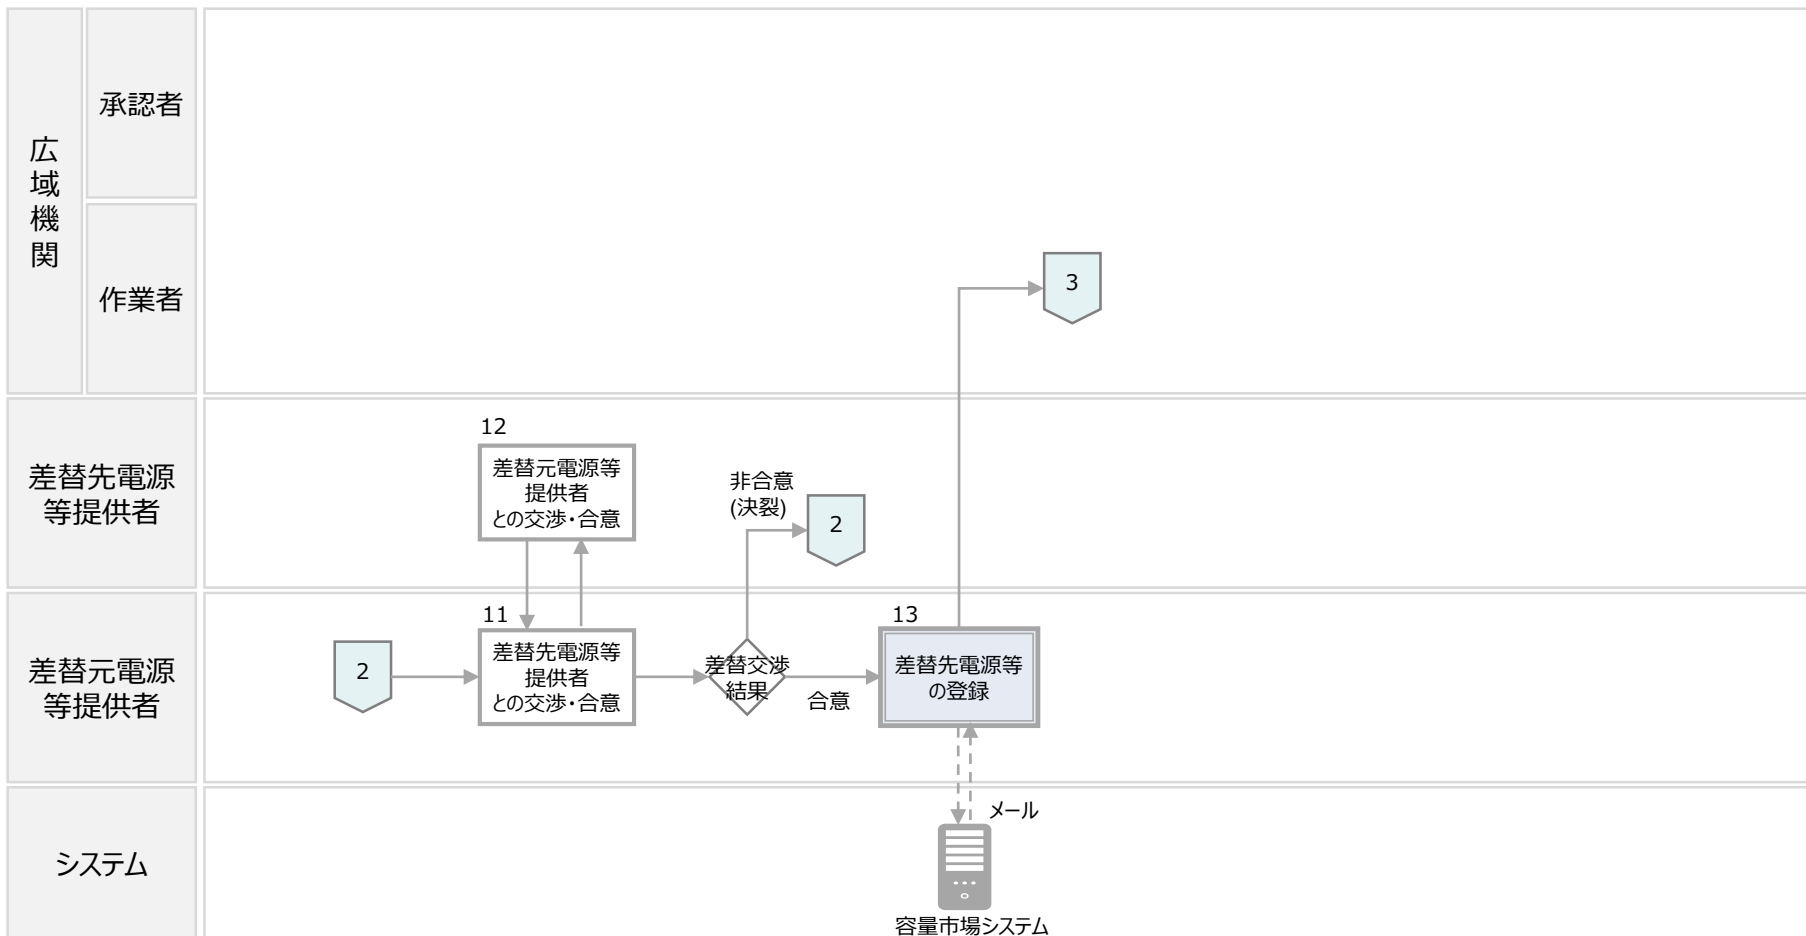 広
域
機
関
承認者
作業者
3
差替先電源
等提供者
12
差替元電源等
提供者
との交渉・合意
非合意
(決裂)
2
差替元電源
等提供者
2
11
差替先電源等
提供者
との交渉・合意
差替交渉
結果
合意
13
差替先電源等
の登録
システム
メール
容量市場システム